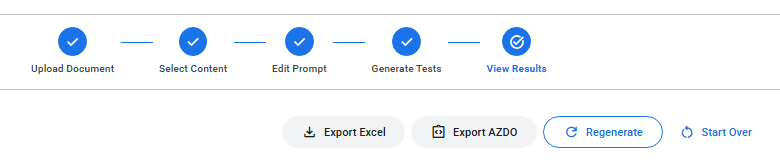 Upload Document
Select Content
Edit Prompt
Generate Tests
View Results
Export Excel
Export AZDO
Regenerate
Start Over